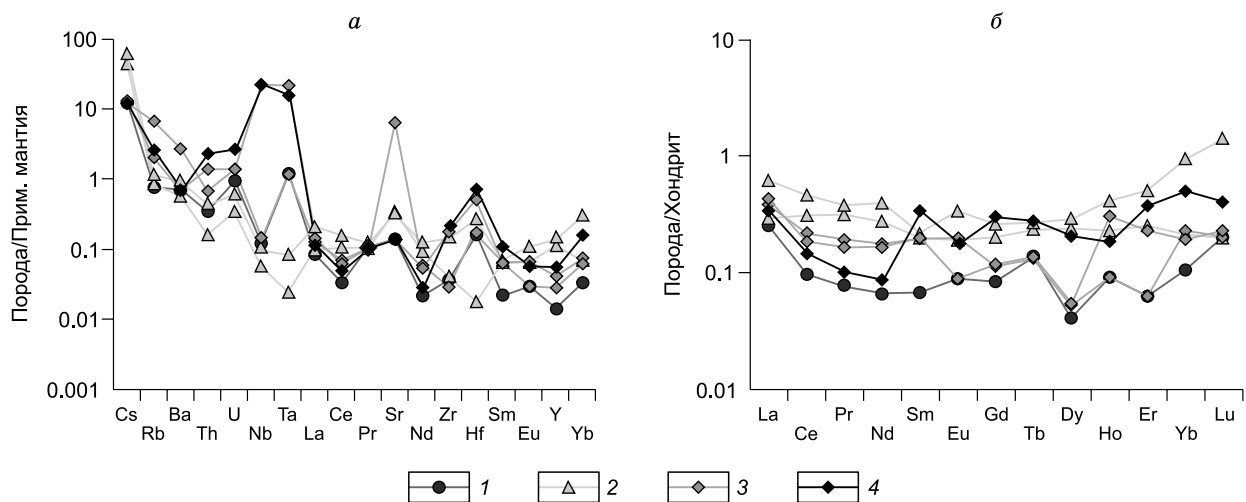 а
Порода/Прим. мантия
100
10
1
0.1
0.01
0.001
Cs Ba U Ta Ce Sr Zr Sm Y
Rb Th Nb La Pr Nd Hf Eu Yb
б
Порода/Хондрит
10
1
0.1
0.01
La Pr Sm Gd Dy Er Lu
Ce Nd Eu Tb Ho Yb
1 2 3 4